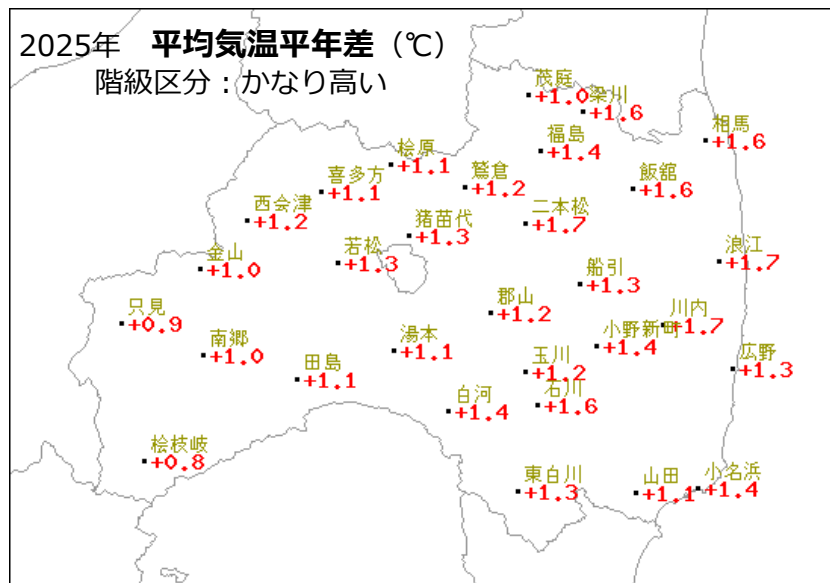 2025年　平均気温平年差（℃）
階級区分：かなり高い
茂庭
+1.0
梁川
+1.6
相馬
+1.6
福島
+1.4
桧原
+1.1
鷲倉
+1.2
飯舘
+1.6
喜多方
+1.1
西会津
+1.2
猪苗代
+1.3
二本松
+1.7
金山
+1.0
若松
+1.3
船引
+1.3
浪江
+1.7
只見
+0.9
郡山
+1.2
川内
+1.7
南郷
+1.0
湯本
+1.1
小野新町
+1.4
田島
+1.1
玉川
+1.2
広野
+1.3
白河
+1.4
石川
+1.6
桧枝岐
+0.8
東白川
+1.3
山田
+1.1
小名浜
+1.4